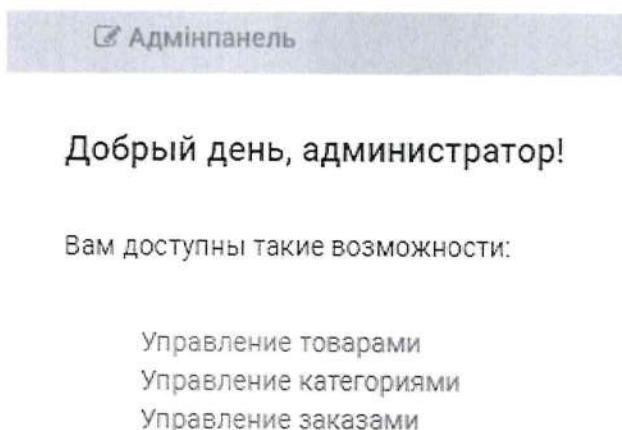 Адмінпанель
Добрый день, администратор!
Вам доступны такие возможности:
Управление товарами
Управление категориями
Управление заказами